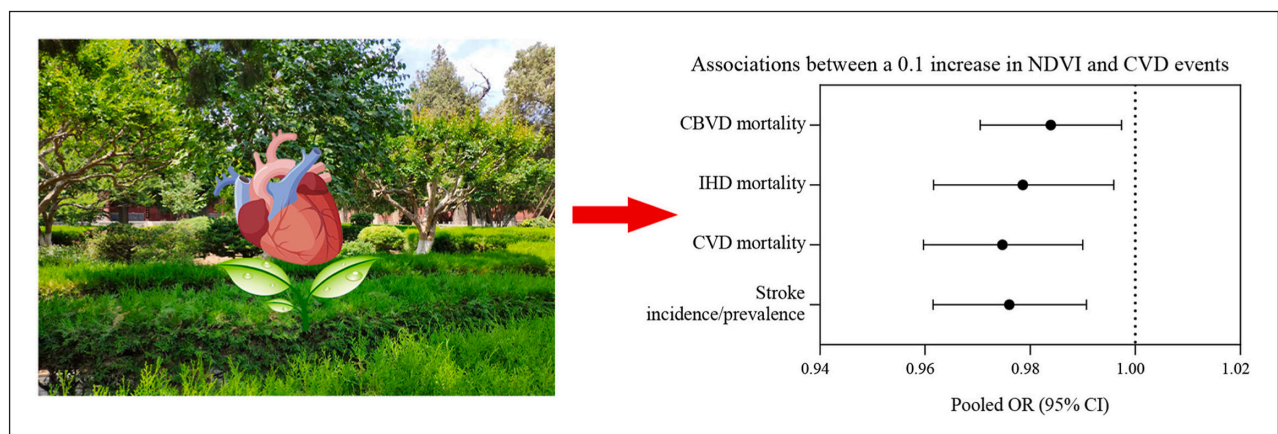 Associations between a 0.1 increase in NDVI and CVD events
CBVD mortality
IHD mortality
CVD mortality
Stroke
incidence/prevalence
0.94
0.96
0.98
1.00
1.02
Pooled OR (95% CI)